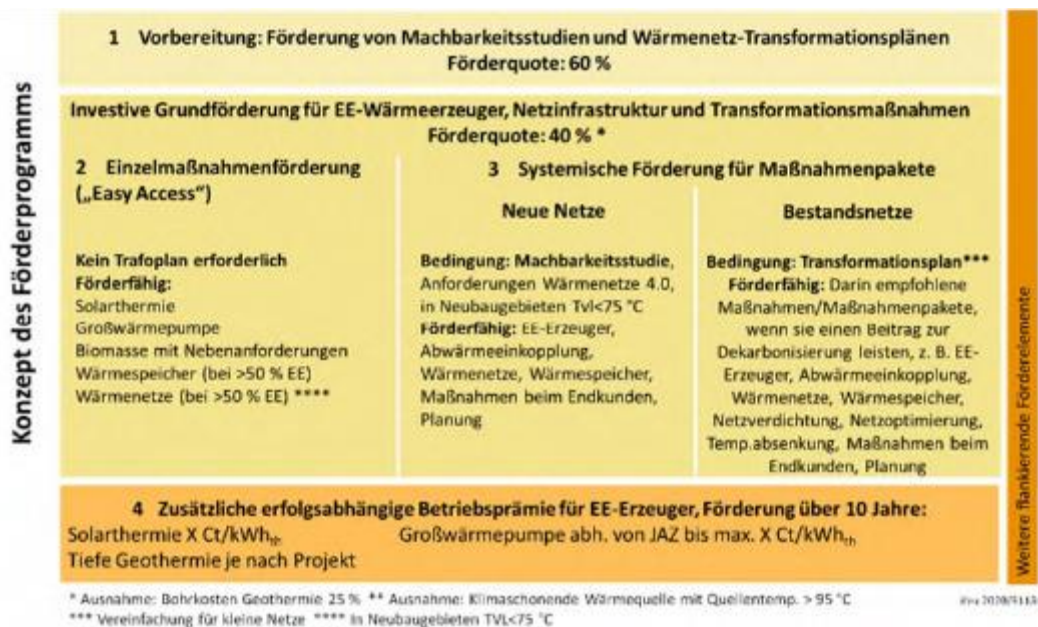 Konzept des Förderprogramms
1 Vorbereitung: Förderung von Machbarkeitsstudien und Wärmenetz-Transformationsplänen
Förderquote: 60 %
Investive Grundförderung für EE-Wärmeerzeuger, Netzinfrastruktur und Transformationsmaßnahmen
Förderquote: 40 % *
2 Einzelmaßnahmenförderung
(„Easy Access")
Kein Trafoplan erforderlich
Förderfähig:
Solarthermie
Großwärmepumpe
Biomasse mit Nebenanforderungen
Wärmespeicher (bei >50 % EE)
Wärmenetze (bei >50 % EE) ****
3 Systemische Förderung für Maßnahmenpakete
Neue Netze
Bedingung: Machbarkeitsstudie,
Anforderungen Wärmenetze 4.0,
in Neubaugebieten Tvl<75 °C
Förderfähig: EE-Erzeuger,
Abwärmeeinkopplung,
Wärmenetze, Wärmespeicher,
Maßnahmen beim Endkunden,
Planung
Bestandsnetze
Bedingung: Transformationsplan***
Förderfähig: Darin empfohlene
Maßnahmen/Maßnahmenpakete,
wenn sie einen Beitrag zur
Dekarbonisierung leisten, z. B. EE-
Erzeuger, Abwärmeeinkopplung,
Wärmenetze, Wärmespeicher,
Netzverdichtung, Netzoptimierung,
Temp.absenkung, Maßnahmen beim
Endkunden, Planung
4 Zusätzliche erfolgsabhängige Betriebsprämie für EE-Erzeuger, Förderung über 10 Jahre:
Solarthermie X Ct/kWhth
Großwärmepumpe abh. von JAZ bis max. X Ct/kWhth
Tiefe Geothermie je nach Projekt
Weitere flankierende Förderelemente
* Ausnahme: Bohrkosten Geothermie 25 % ** Ausnahme: Klimaschonende Wärmequelle mit Quellentemp. > 95 °C
*** Vereinfachung für kleine Netze **** In Neubaugebieten TVL<75 °C